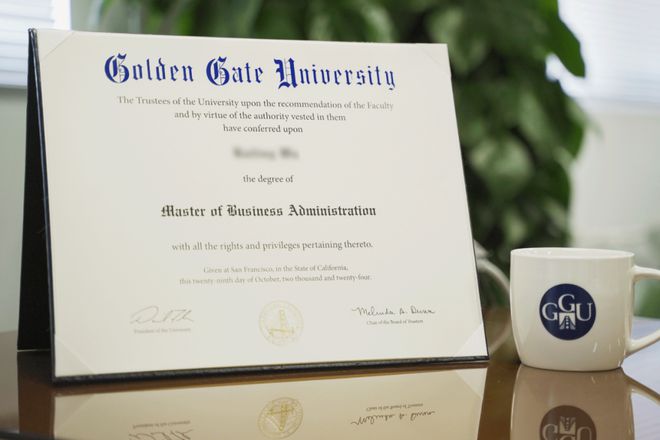 Golden Gate University
The Trustees of the University upon the recommendation of the Faculty
and by virtue of the authority vested in them
have conferred upon
the degree of
Master of Business Administration
with all the rights and privileges pertaining thereto.
Given at San Francisco, in the State of California,
this twenty-ninth day of October, two thousand and twenty-four.
President of the University
Chair of the Board of Trustees
GGU